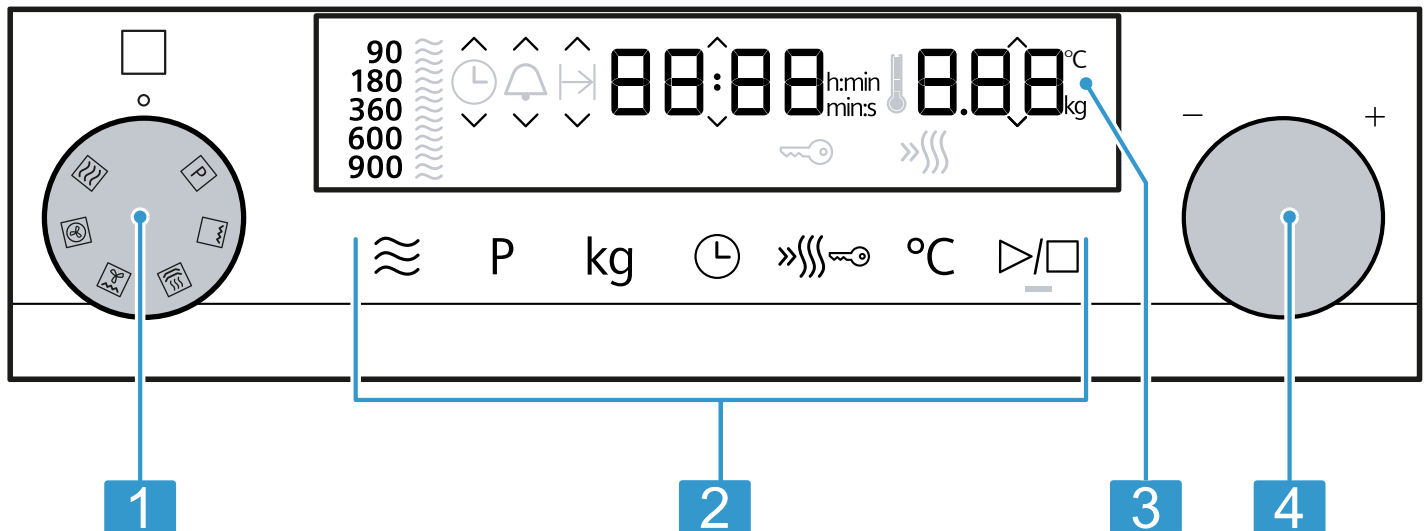 90
180
360
600
900
88:88 h:min
min:s
8.88 °C
kg
− +
P
P kg °C ▷/□
1 2 3 4